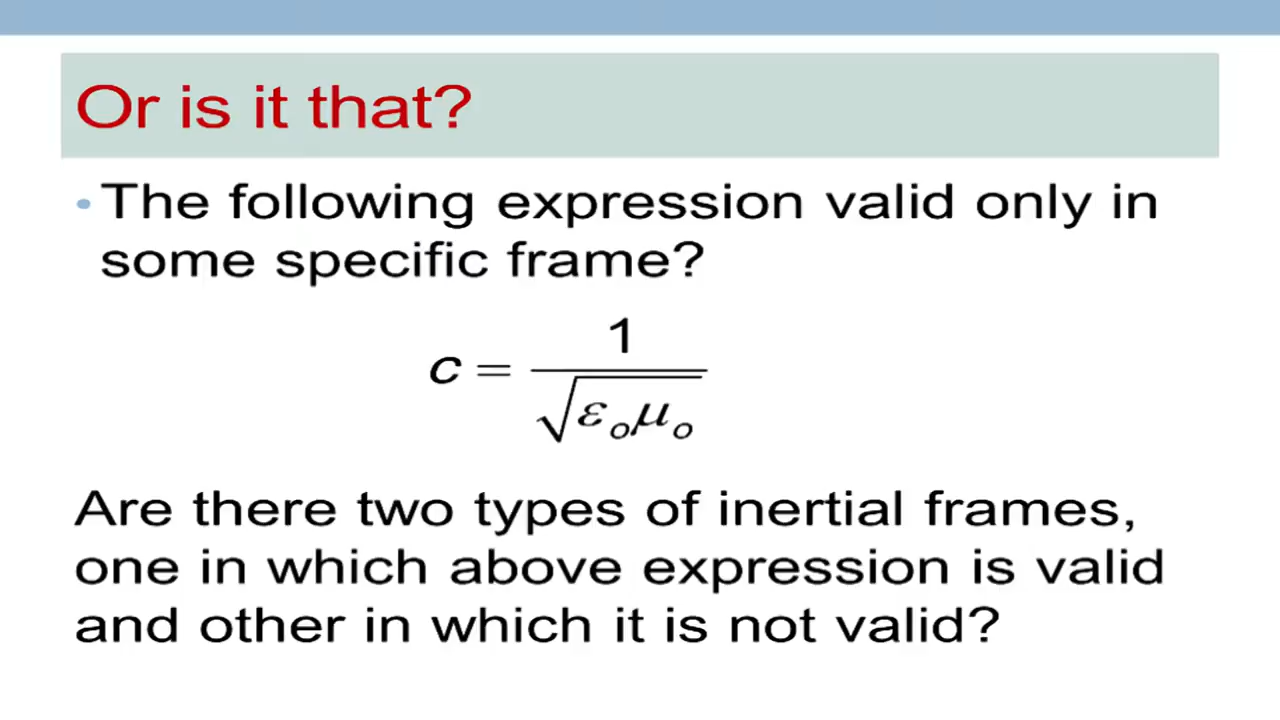 Or is it that?
• The following expression valid only in
some specific frame?
c = 1 / √(ε₀μ₀)
Are there two types of inertial frames,
one in which above expression is valid
and other in which it is not valid?